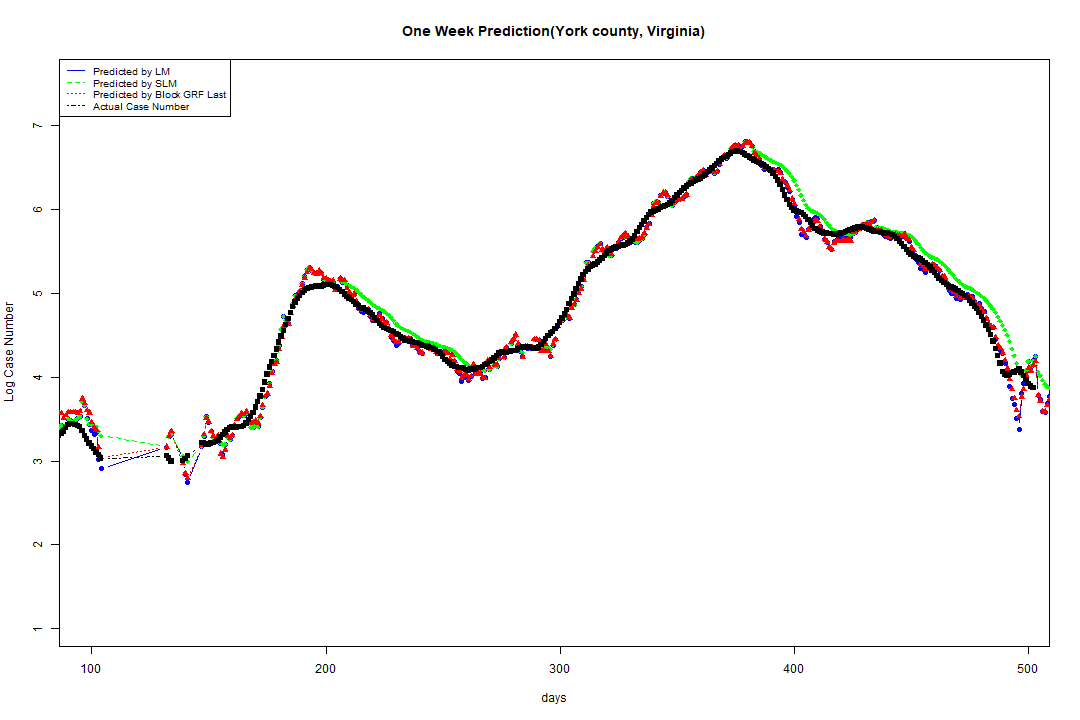 One Week Prediction(York county, Virginia)
Predicted by LM
Predicted by SLM
Predicted by Block GRF Last
Actual Case Number
7
6
5
4
3
2
1
Log Case Number
100 200 300 400 500
days